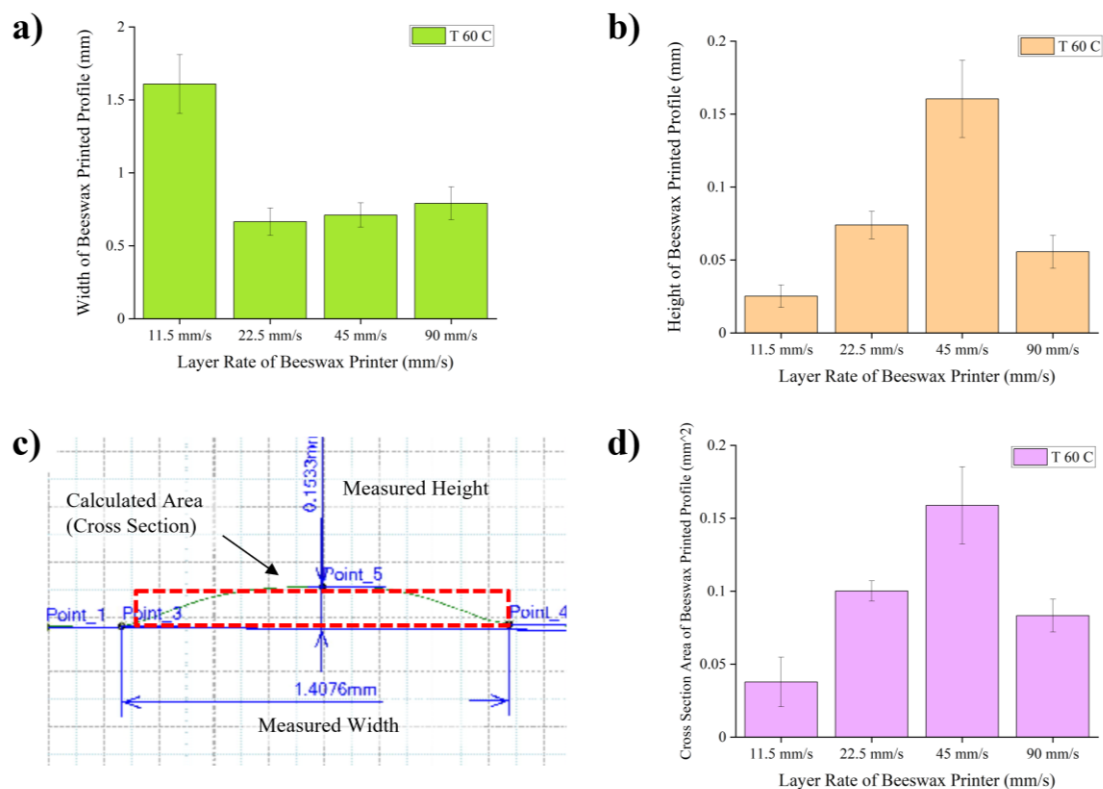 a)
T 60 C
Width of Beeswax Printed Profile (mm)
2
1.5
1
0.5
0
11.5 mm/s 22.5 mm/s 45 mm/s 90 mm/s
Layer Rate of Beeswax Printer (mm/s)
b)
T 60 C
Height of Beeswax Printed Profile (mm)
0.2
0.15
0.1
0.05
0
11.5 mm/s 22.5 mm/s 45 mm/s 90 mm/s
Layer Rate of Beeswax Printer (mm/s)
c)
0.1533mm
Measured Height
Calculated Area
(Cross Section)
Point_5
Point_1 Point_3 Point_4
1.4076mm
Measured Width
d)
T 60 C
Cross Section Area of Beeswax Printed Profile (mm^2)
0.2
0.15
0.1
0.05
0
11.5 mm/s 22.5 mm/s 45 mm/s 90 mm/s
Layer Rate of Beeswax Printer (mm/s)